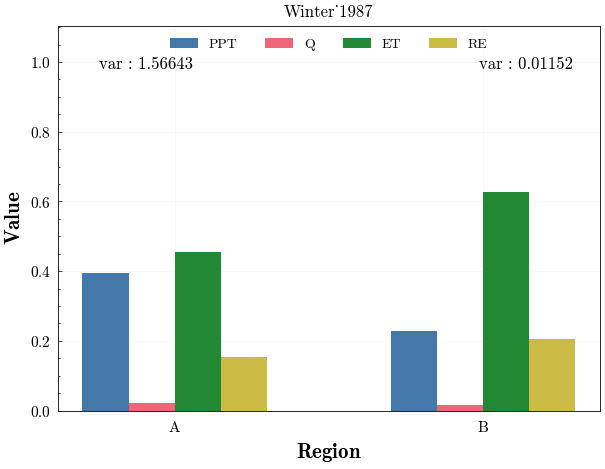 Winter˙1987
PPT Q ET RE
var : 1.56643 var : 0.01152
1.0
0.8
0.6
0.4
0.2
0.0
Value
A B
Region